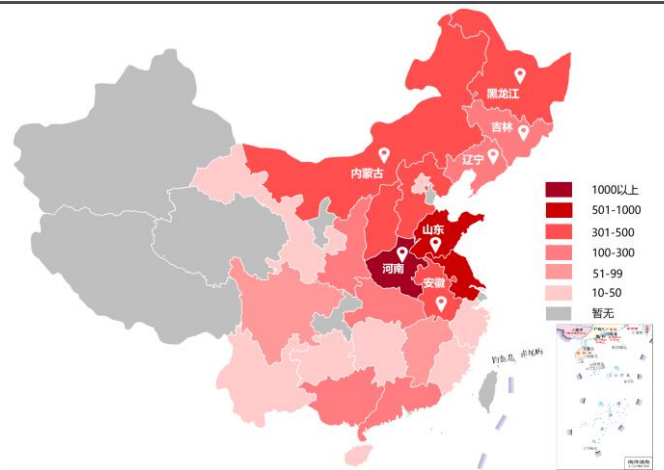 黑龙江
吉林
辽宁
内蒙古
山东
河南
安徽
1000以上
501-1000
301-500
100-300
51-99
10-50
暂无
钓鱼岛 赤尾屿